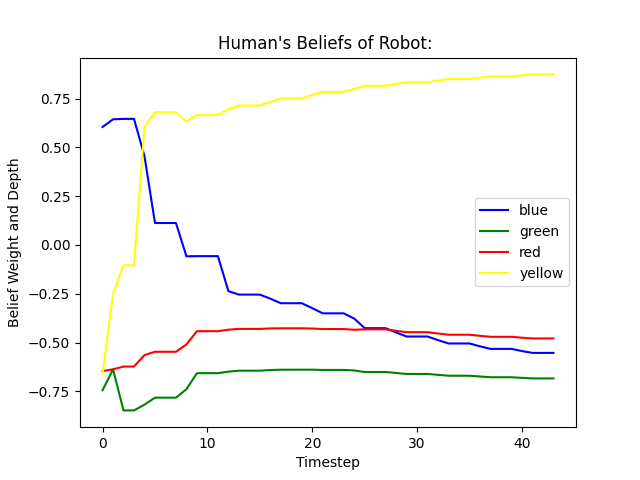 Human's Beliefs of Robot:
Belief Weight and Depth
0.75
0.50
0.25
0.00
−0.25
−0.50
−0.75
blue
green
red
yellow
0
10
20
30
40
Timestep